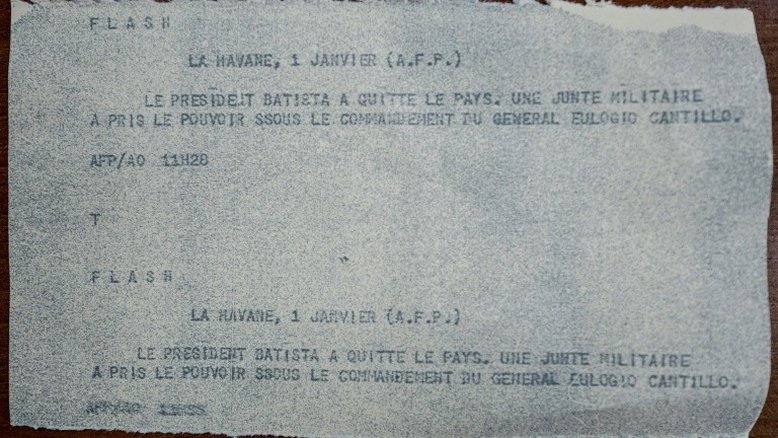 F L A S H
LA HAVANE, 1 JANVIER (A.F.P.)
LE PRESIDENT BATISTA A QUITTE LE PAYS. UNE JUNTE MILITAIRE
A PRIS LE POUVOIR SSOUS LE COMMANDEMENT DU GENERAL EULOGIO CANTILLO.
AFP/AO 11H28
T
F L A S H
LA HAVANE, 1 JANVIER (A.F.P.)
LE PRESIDENT BATISTA A QUITTE LE PAYS. UNE JUNTE MILITAIRE
A PRIS LE POUVOIR SSOUS LE COMMANDEMENT DU GENERAL EULOGIO CANTILLO.
AFP/AO